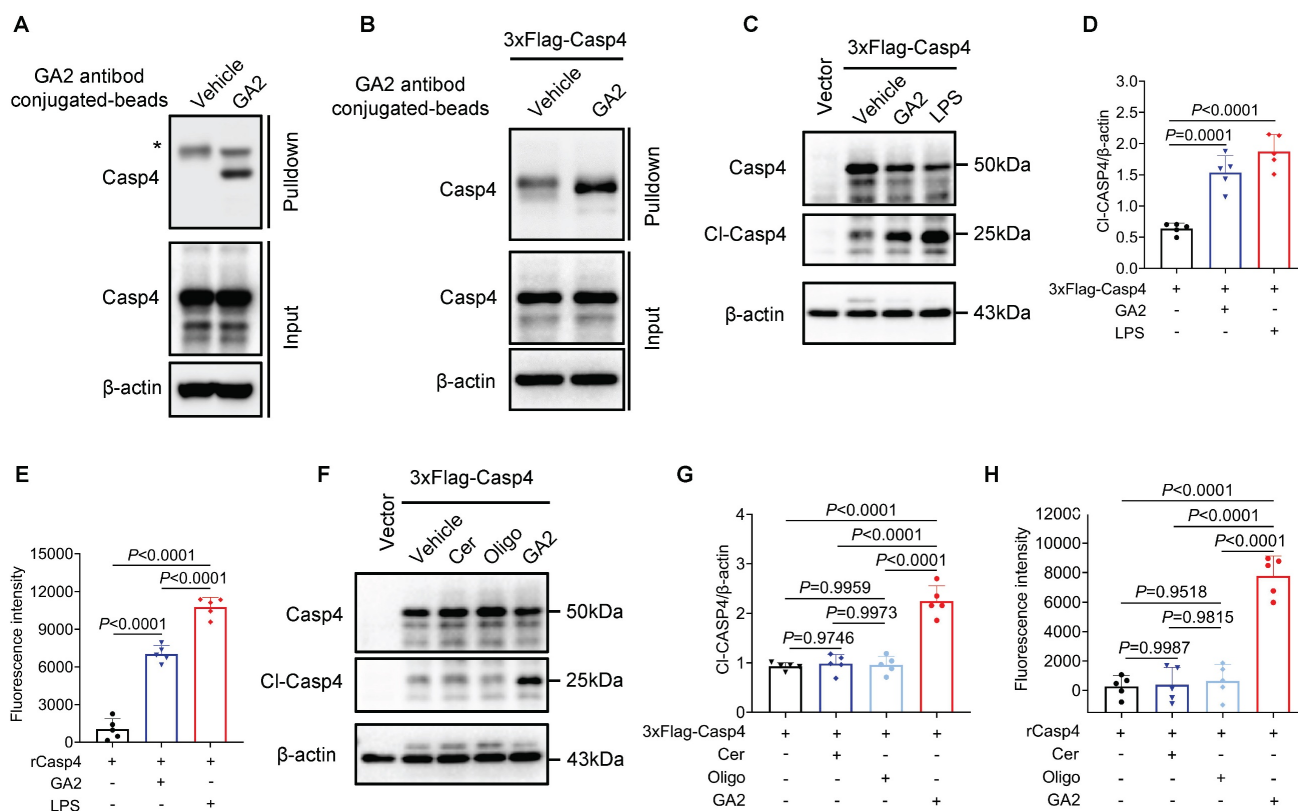 A
GA2 antibod
conjugated-beads
Vehicle
GA2
*
Casp4
Pulldown
Casp4
β-actin
Input
B
3xFlag-Casp4
GA2 antibod
conjugated-beads
Vehicle
GA2
Casp4
Pulldown
Casp4
β-actin
Input
C
3xFlag-Casp4
Vector
Vehicle
GA2
LPS
Casp4
50kDa
Cl-Casp4
25kDa
β-actin
43kDa
D
Cl-CASP4/β-actin
3.0
2.5
2.0
1.5
1.0
0.5
0.0
P<0.0001
P=0.0001
3xFlag-Casp4 + + +
GA2 - + -
LPS - - +
E
Fluorescence intensity
15000
12000
9000
6000
3000
0
P<0.0001
P<0.0001
P<0.0001
rCasp4 + + +
GA2 - + -
LPS - - +
F
3xFlag-Casp4
Vector
Vehicle
Cer
Oligo
GA2
Casp4
50kDa
Cl-Casp4
25kDa
β-actin
43kDa
G
Cl-CASP4/β-actin
4
3
2
1
0
P<0.0001
P<0.0001
P<0.0001
P=0.9959
P=0.9973
P=0.9746
3xFlag-Casp4 + + + +
Cer - + - -
Oligo - - + -
GA2 - - - +
H
Fluorescence intensity
12000
10000
8000
6000
4000
2000
0
P<0.0001
P<0.0001
P<0.0001
P=0.9518
P=0.9815
P=0.9987
rCasp4 + + + +
Cer - + - -
Oligo - - + -
GA2 - - - +